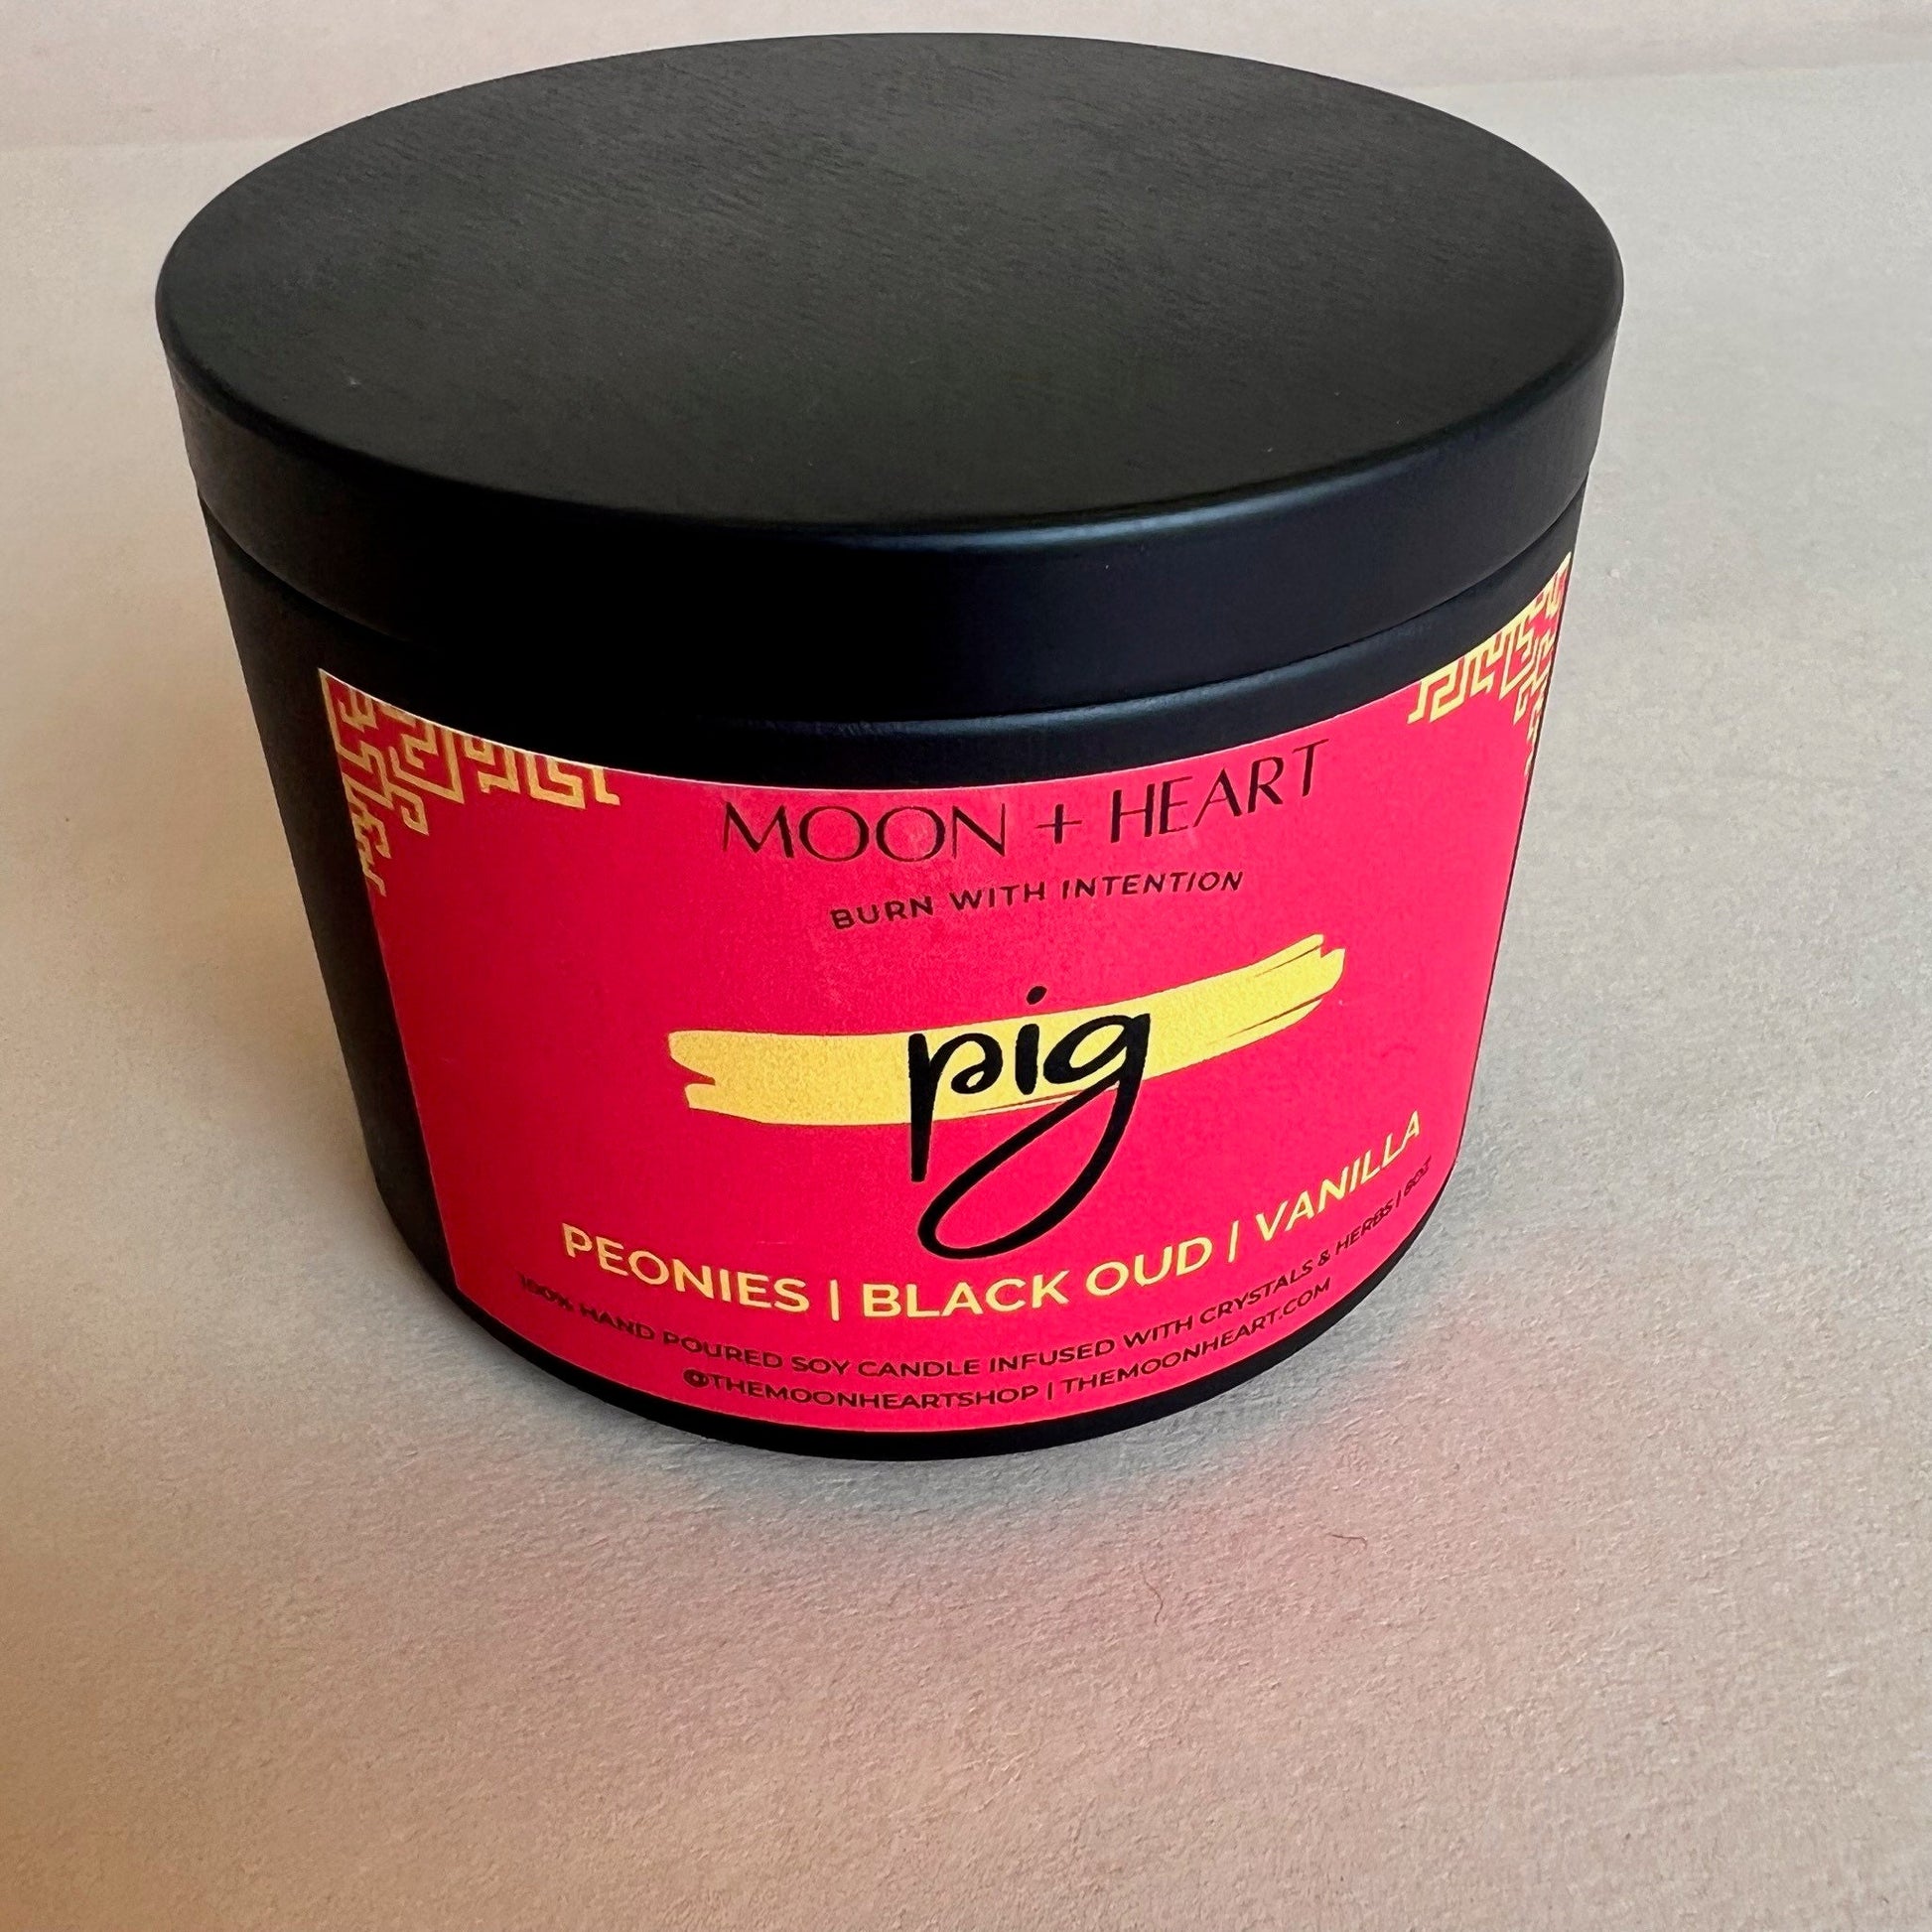 MOON + HEART
BURN WITH INTENTION
pig
PEONIES | BLACK OUD | VANILLA
100% HAND POURED SOY CANDLE INFUSED WITH CRYSTALS & HERBS | 8OZ
@THEMOONHEARTSHOP | THEMOONHEART.COM